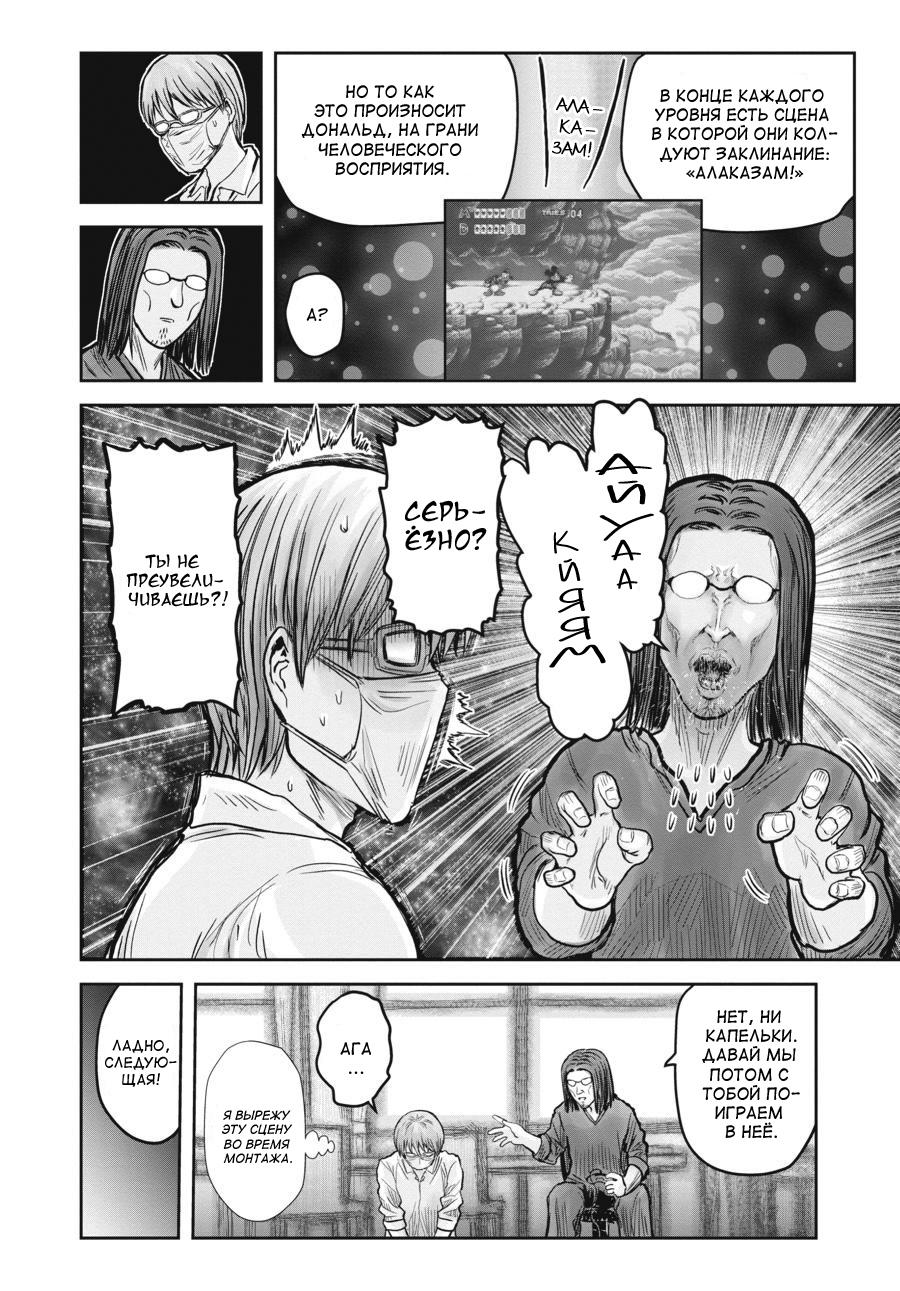 В КОНЦЕ КАЖДОГО
УРОВНЯ ЕСТЬ СЦЕНА
В КОТОРОЙ ОНИ КОЛ-
ДУЮТ ЗАКЛИНАНИЕ:
«АЛАКАЗАМ!»
АЛА-
КА-
ЗАМ!
НО ТО КАК
ЭТО ПРОИЗНОСИТ
ДОНАЛЬД, НА ГРАНИ
ЧЕЛОВЕЧЕСКОГО
ВОСПРИЯТИЯ.
TRIES 04
А?
АЙУАА
КЙЯЯМ
СЕРЬ-
ЁЗНО?
ТЫ НЕ
ПРЕУВЕЛИ-
ЧИВАЕШЬ?!
НЕТ, НИ
КАПЕЛЬКИ.
ДАВАЙ МЫ
ПОТОМ С
ТОБОЙ ПО-
ИГРАЕМ
В НЕЁ.
АГА
...
Я ВЫРЕЖУ
ЭТУ СЦЕНУ
ВО ВРЕМЯ
МОНТАЖА.
ЛАДНО,
СЛЕДУЮ-
ЩАЯ!